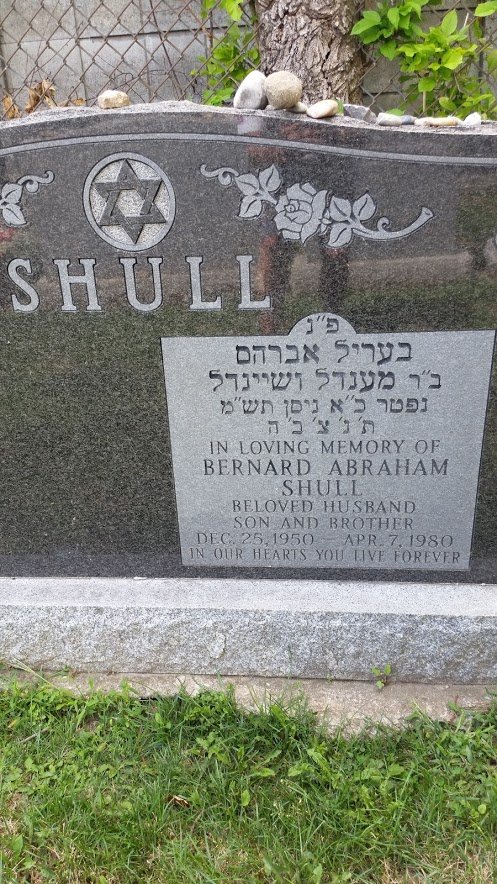 SHULL
פ"נ
בעריל אברהם
ב"ר מענדל ושיינדל
נפטר כ"א ניסן תש"מ
ת' נ' צ' ב' ה
IN LOVING MEMORY OF
BERNARD ABRAHAM
SHULL
BELOVED HUSBAND
SON AND BROTHER
DEC. 25, 1950 — APR. 7, 1980
IN OUR HEARTS YOU LIVE FOREVER